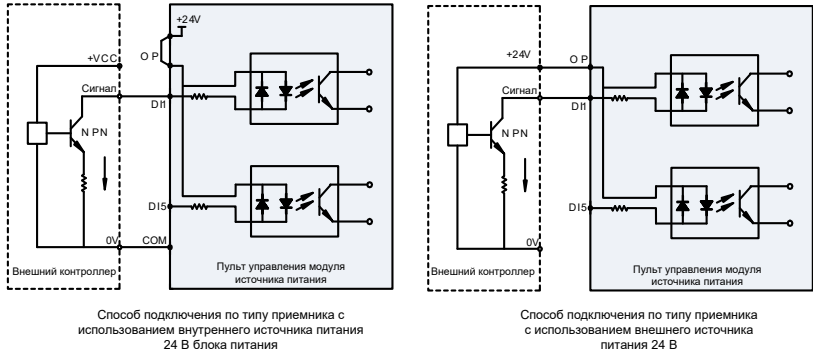 +24V
O P
+VCC
Сигнал
DI1
N PN
DI5
0V
COM
Внешний контроллер
Пульт управления модуля
источника питания
Способ подключения по типу приемника с
использованием внутреннего источника питания
24 В блока питания
+24V
O P
Сигнал
DI1
N PN
DI5
0V
Внешний контроллер
Пульт управления модуля
источника питания
Способ подключения по типу приемника
с использованием внешнего источника
питания 24 В